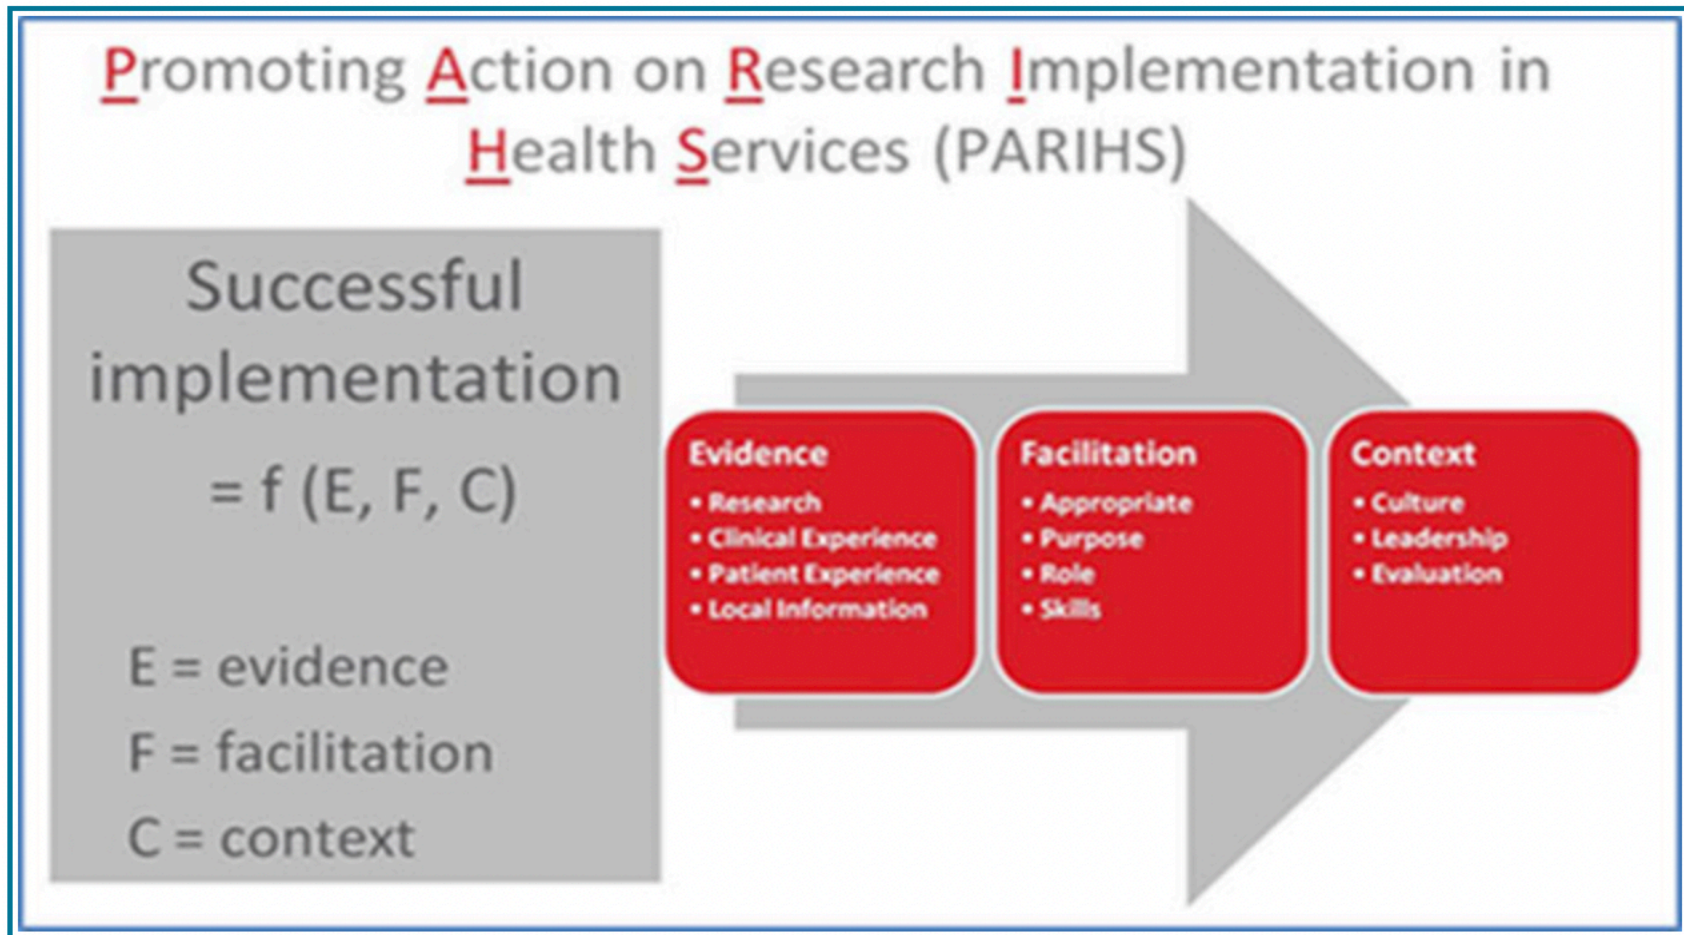 Promoting Action on Research Implementation in
Health Services (PARIHS)
Successful
implementation
= f (E, F, C)
E = evidence
F = facilitation
C = context
Evidence
• Research
• Clinical Experience
• Patient Experience
• Local Information
Facilitation
• Appropriate
• Purpose
• Role
• Skills
Context
• Culture
• Leadership
• Evaluation